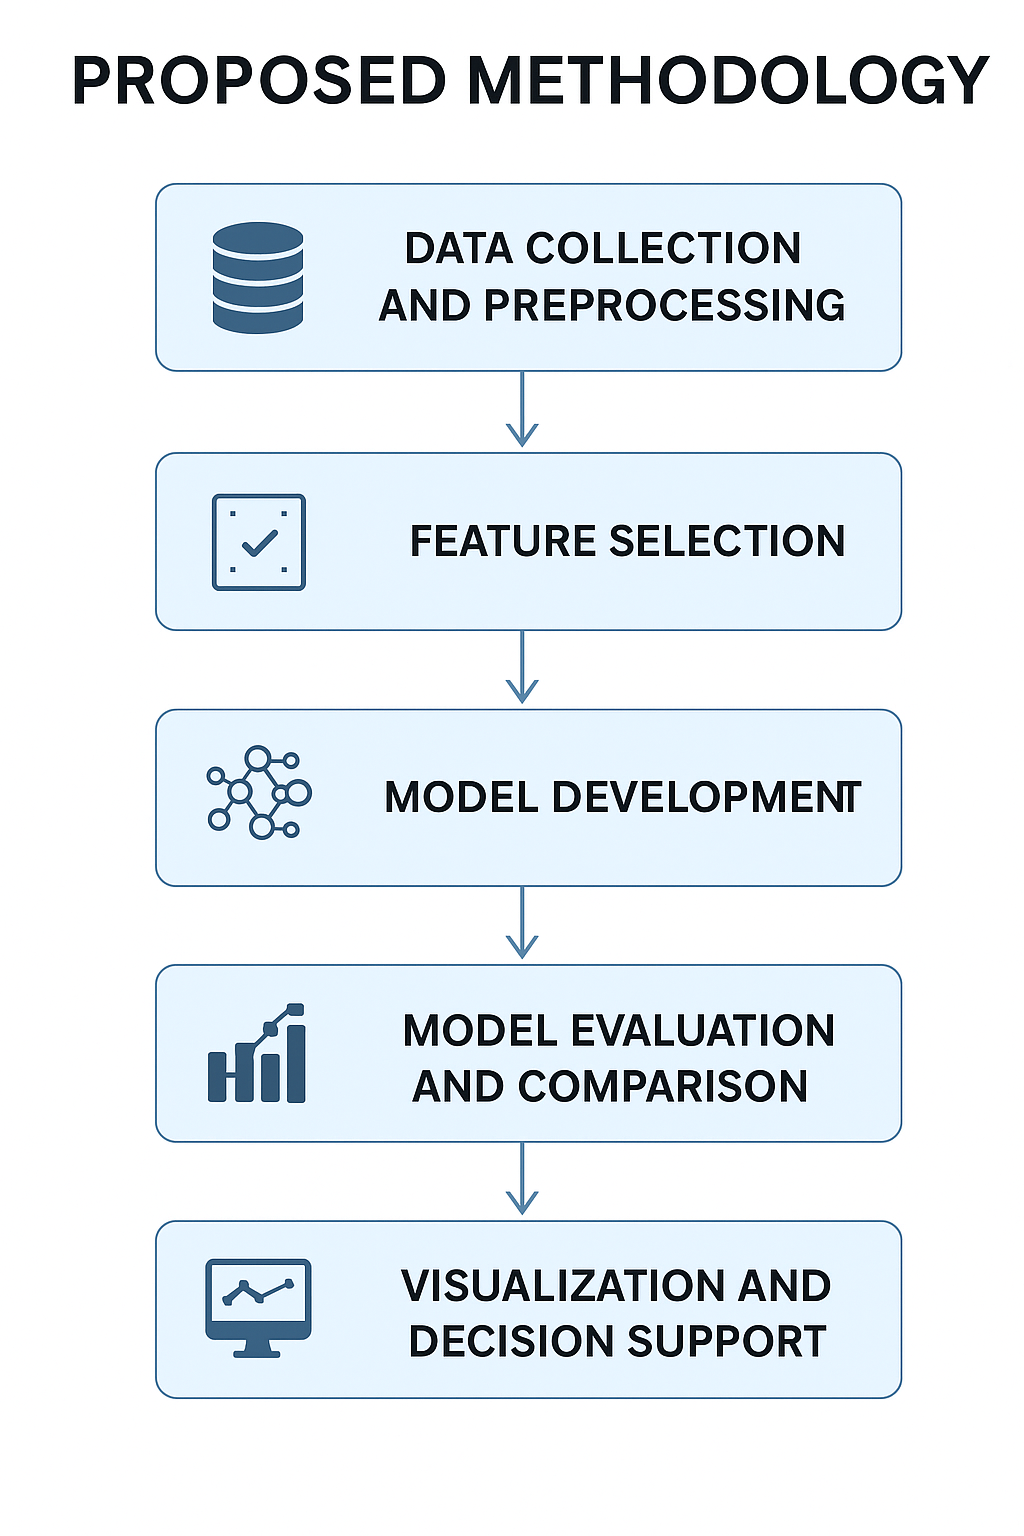 PROPOSED METHODOLOGY
DATA COLLECTION
AND PREPROCESSING
FEATURE SELECTION
MODEL DEVELOPMENT
MODEL EVALUATION
AND COMPARISON
VISUALIZATION AND
DECISION SUPPORT